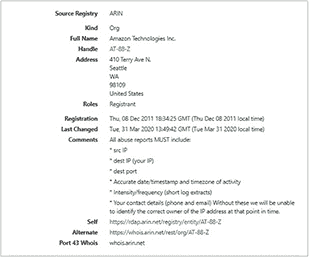 Source Registry ARIN
Kind Org
Full Name Amazon Technologies Inc.
Handle AT-88-Z
Address 410 Terry Ave N.
Seattle
WA
98109
United States
Roles Registrant
Registration Thu, 08 Dec 2011 18:34:25 GMT (Thu Dec 08 2011 local time)
Last Changed Tue, 31 Mar 2020 13:49:42 GMT (Tue Mar 31 2020 local time)
Comments All abuse reports MUST include:
* src IP
* dest IP (your IP)
* dest port
* Accurate date/timestamp and timezone of activity
* Intensity/frequency (short log extracts)
* Your contact details (phone and email) Without these we will be unable
to identify the correct owner of the IP address at that point in time.
Self https://rdap.arin.net/registry/entity/AT-88-Z
Alternate https://whois.arin.net/rest/org/AT-88-Z
Port 43 Whois whois.arin.net